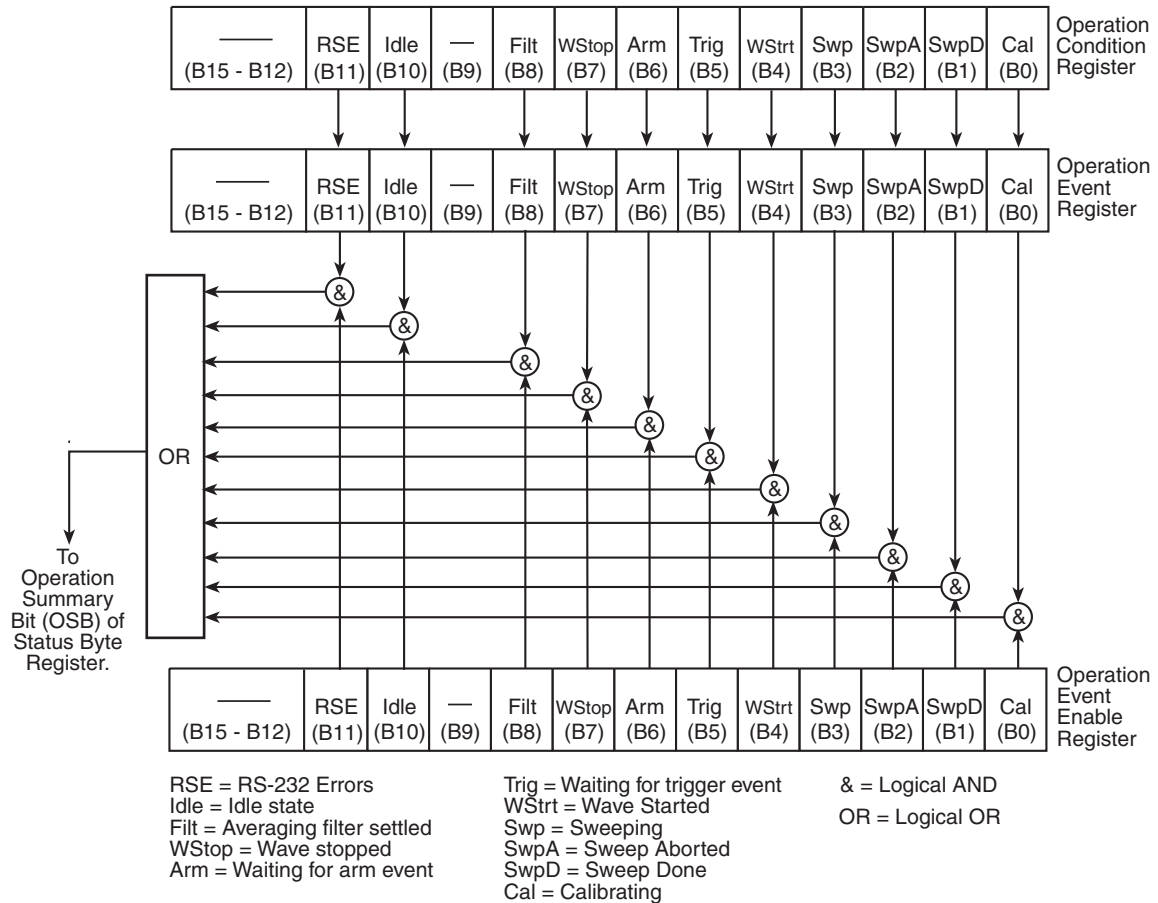 RSE Idle — Filt WStop Arm Trig WStrt Swp SwpA SwpD Cal
(B15 - B12) (B11) (B10) (B9) (B8) (B7) (B6) (B5) (B4) (B3) (B2) (B1) (B0)
Operation
Condition
Register
RSE Idle — Filt WStop Arm Trig WStrt Swp SwpA SwpD Cal
(B15 - B12) (B11) (B10) (B9) (B8) (B7) (B6) (B5) (B4) (B3) (B2) (B1) (B0)
Operation
Event
Register
&
&
&
&
&
&
&
&
&
&
&
OR
To
Operation
Summary
Bit (OSB) of
Status Byte
Register.
RSE Idle — Filt WStop Arm Trig WStrt Swp SwpA SwpD Cal
(B15 - B12) (B11) (B10) (B9) (B8) (B7) (B6) (B5) (B4) (B3) (B2) (B1) (B0)
Operation
Event
Enable
Register
RSE = RS-232 Errors
Idle = Idle state
Filt = Averaging filter settled
WStop = Wave stopped
Arm = Waiting for arm event
Trig = Waiting for trigger event
WStrt = Wave Started
Swp = Sweeping
SwpA = Sweep Aborted
SwpD = Sweep Done
Cal = Calibrating
& = Logical AND
OR = Logical OR